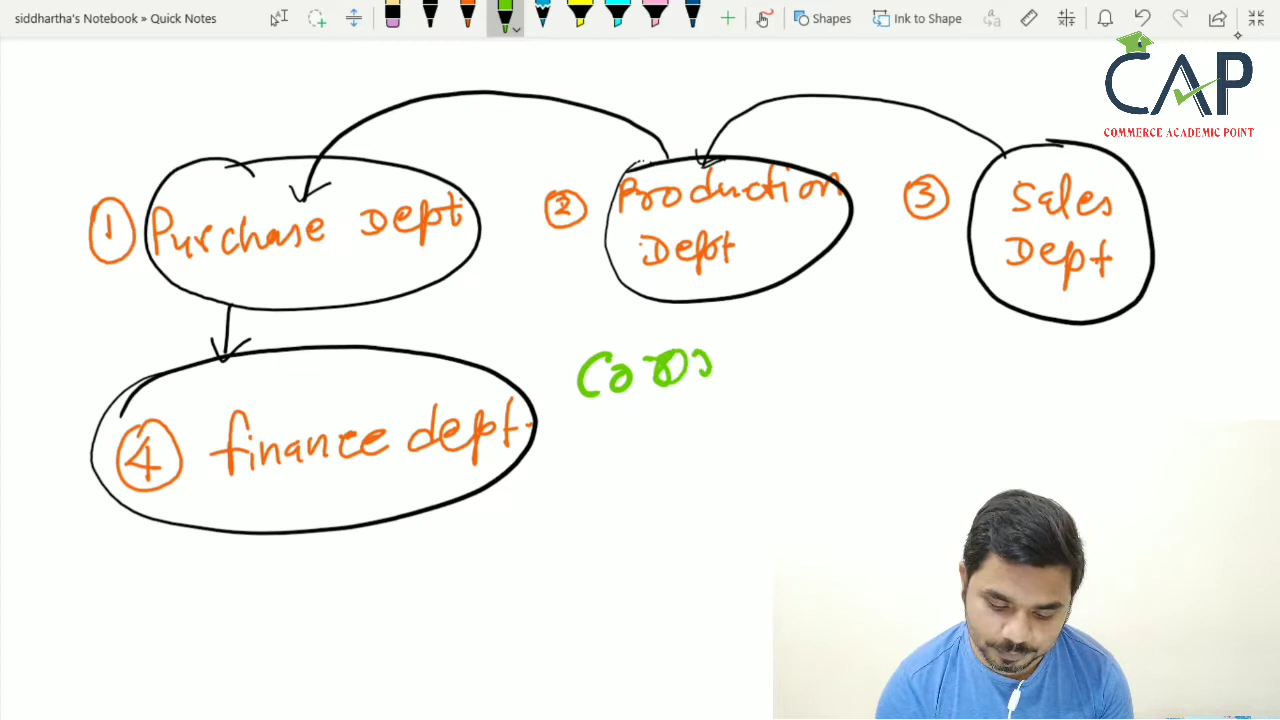 siddhartha's Notebook » Quick Notes
Shapes
Ink to Shape
CAP
COMMERCE ACADEMIC POINT
① Purchase Dept
② Production
Dept
③ Sales
Dept
④ finance dept.